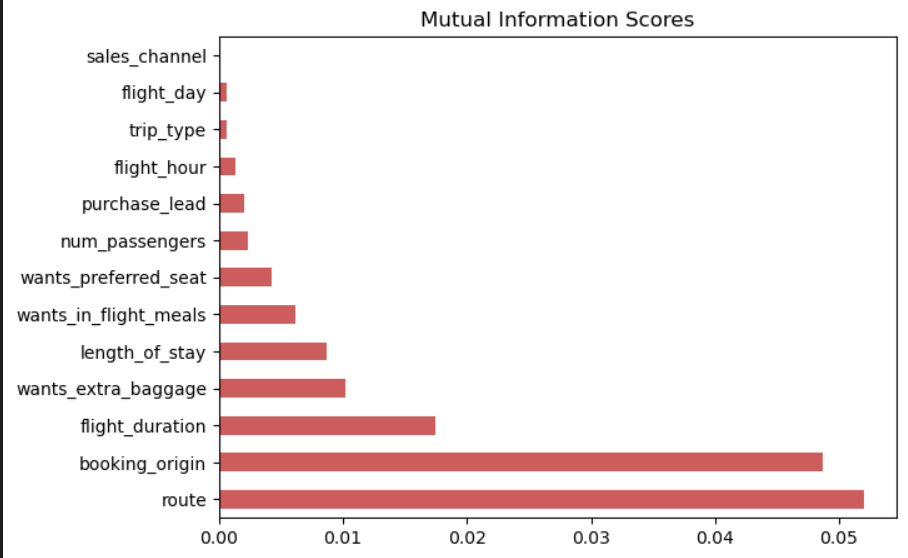 Mutual Information Scores
sales_channel
flight_day
trip_type
flight_hour
purchase_lead
num_passengers
wants_preferred_seat
wants_in_flight_meals
length_of_stay
wants_extra_baggage
flight_duration
booking_origin
route
0.00 0.01 0.02 0.03 0.04 0.05